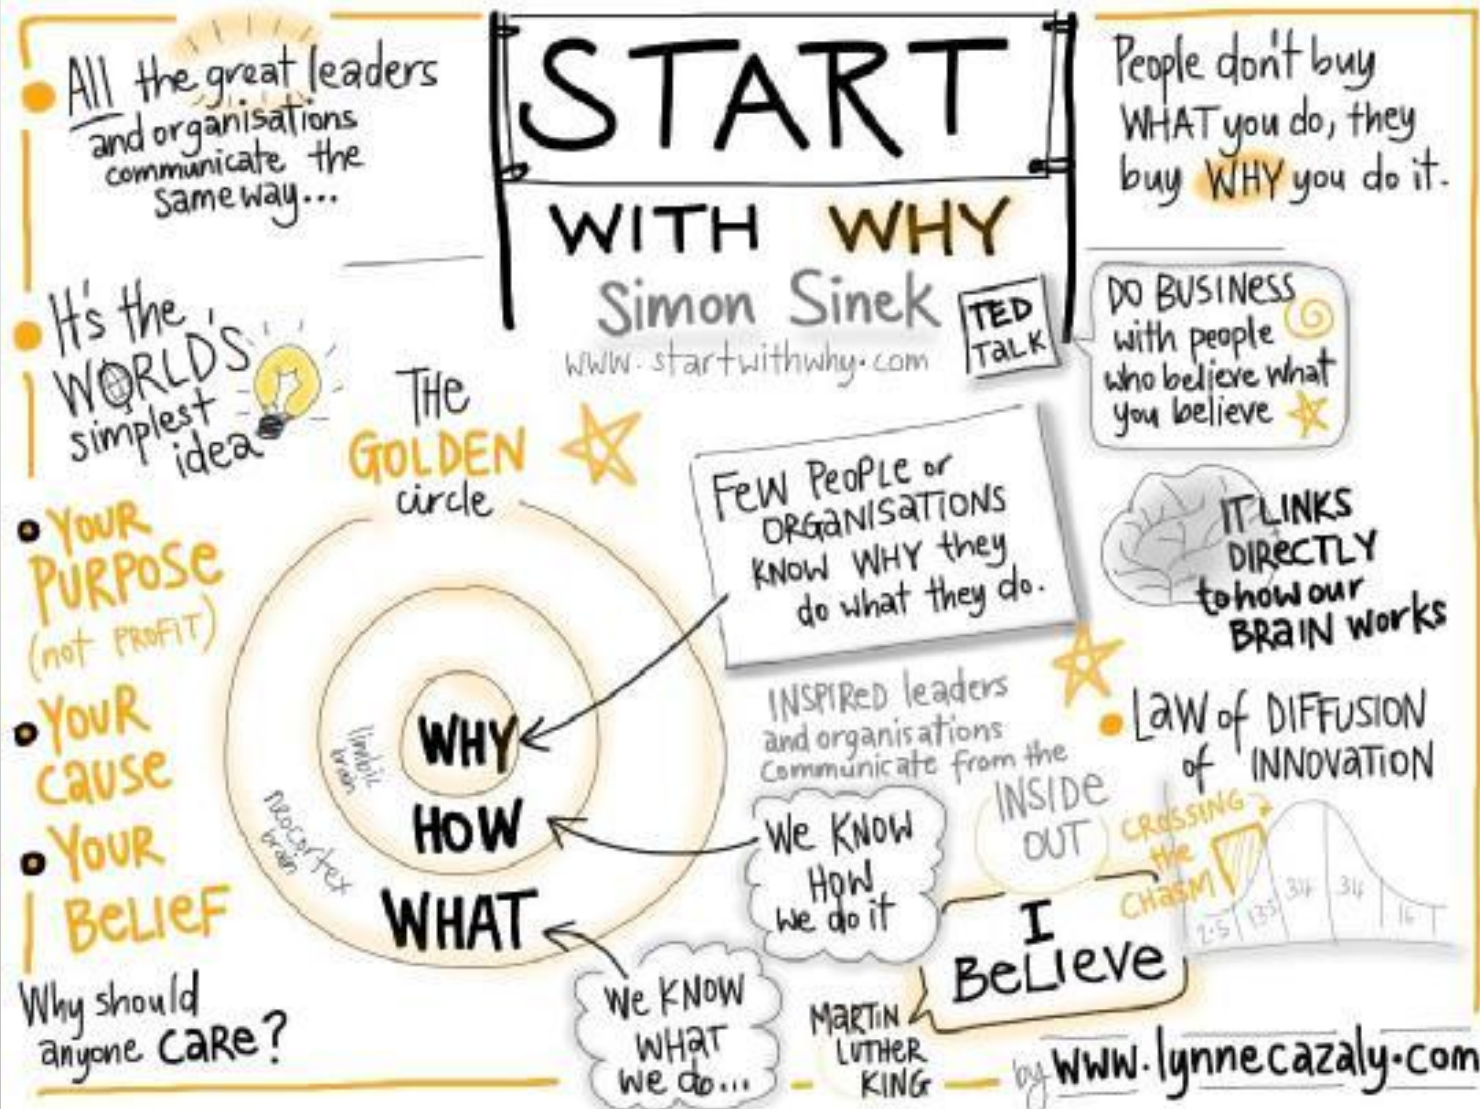 START
WITH WHY
Simon Sinek
www.startwithwhy.com
TED
TALK
All the great leaders
and organisations
communicate the
same way...
It's the
WORLD'S
simplest
idea
People don't buy
WHAT you do, they
buy WHY you do it.
DO BUSINESS
with people
who believe what
you believe
THE
GOLDEN
circle
FEW PEOPLE or
ORGANISATIONS
KNOW WHY they
do what they do.
IT LINKS
DIRECTLY
to how our
BRAIN works
YOUR
PURPOSE
(not PROFIT)
YOUR
CAUSE
YOUR
BELIEF
Why should
anyone CARE?
WHY
limbic
brain
HOW
neocortex
brain
WHAT
INSPIRED leaders
and organisations
communicate from the
INSIDE
OUT
We KNOW
HOW
we do it
We KNOW
WHAT
we do...
LAW of DIFFUSION
of INNOVATION
CROSSING
the
CHASM
2.5 13.5 34 34 16
I
BELIEVE
MARTIN
LUTHER
KING
by www.lynnecazaly.com